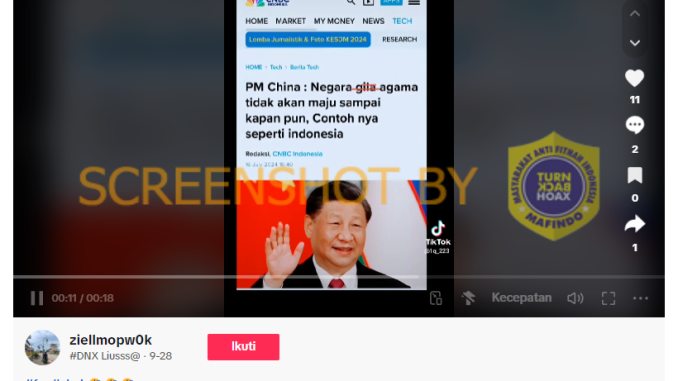 CNBC
INDONESIA
APPS
HOME MARKET MY MONEY NEWS TECH
Lomba Jurnalistik & Foto KESDM 2024 RESEARCH
HOME > Tech > Berita Tech
PM China : Negara gila agama
tidak akan maju sampai
kapan pun, Contoh nya
seperti indonesia
Redaksi, CNBC Indonesia
SCREENSHOT BY
MASYARAKAT ANTI FITNAH INDONESIA
TURN
BACK
HOAX
MAFINDO
11
2
0
1
TikTok
00:11 / 00:18
Kecepatan
ziellmopw0k
#DNX Liusss@ · 9-28
Ikuti